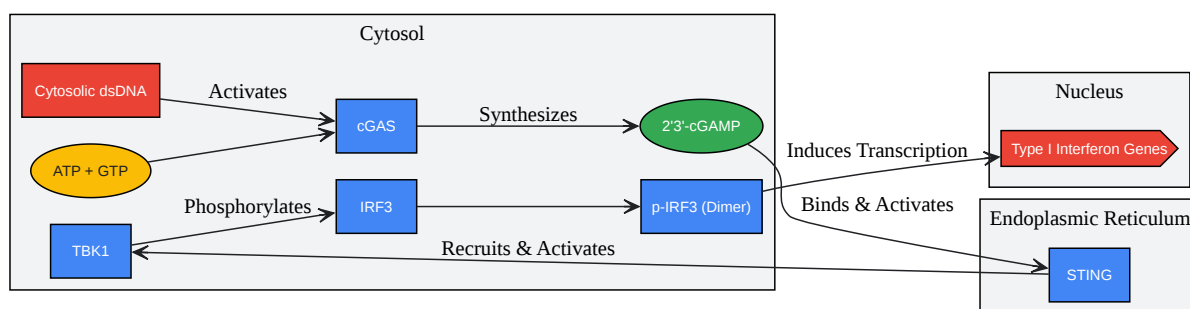 Cytosol
Cytosolic dsDNA
Activates
cGAS
Synthesizes
2'3'-cGAMP
ATP + GTP
Phosphorylates
IRF3
p-IRF3 (Dimer)
TBK1
Recruits & Activates
Induces Transcription
Binds & Activates
Nucleus
Type I Interferon Genes
Endoplasmic Reticulum
STING